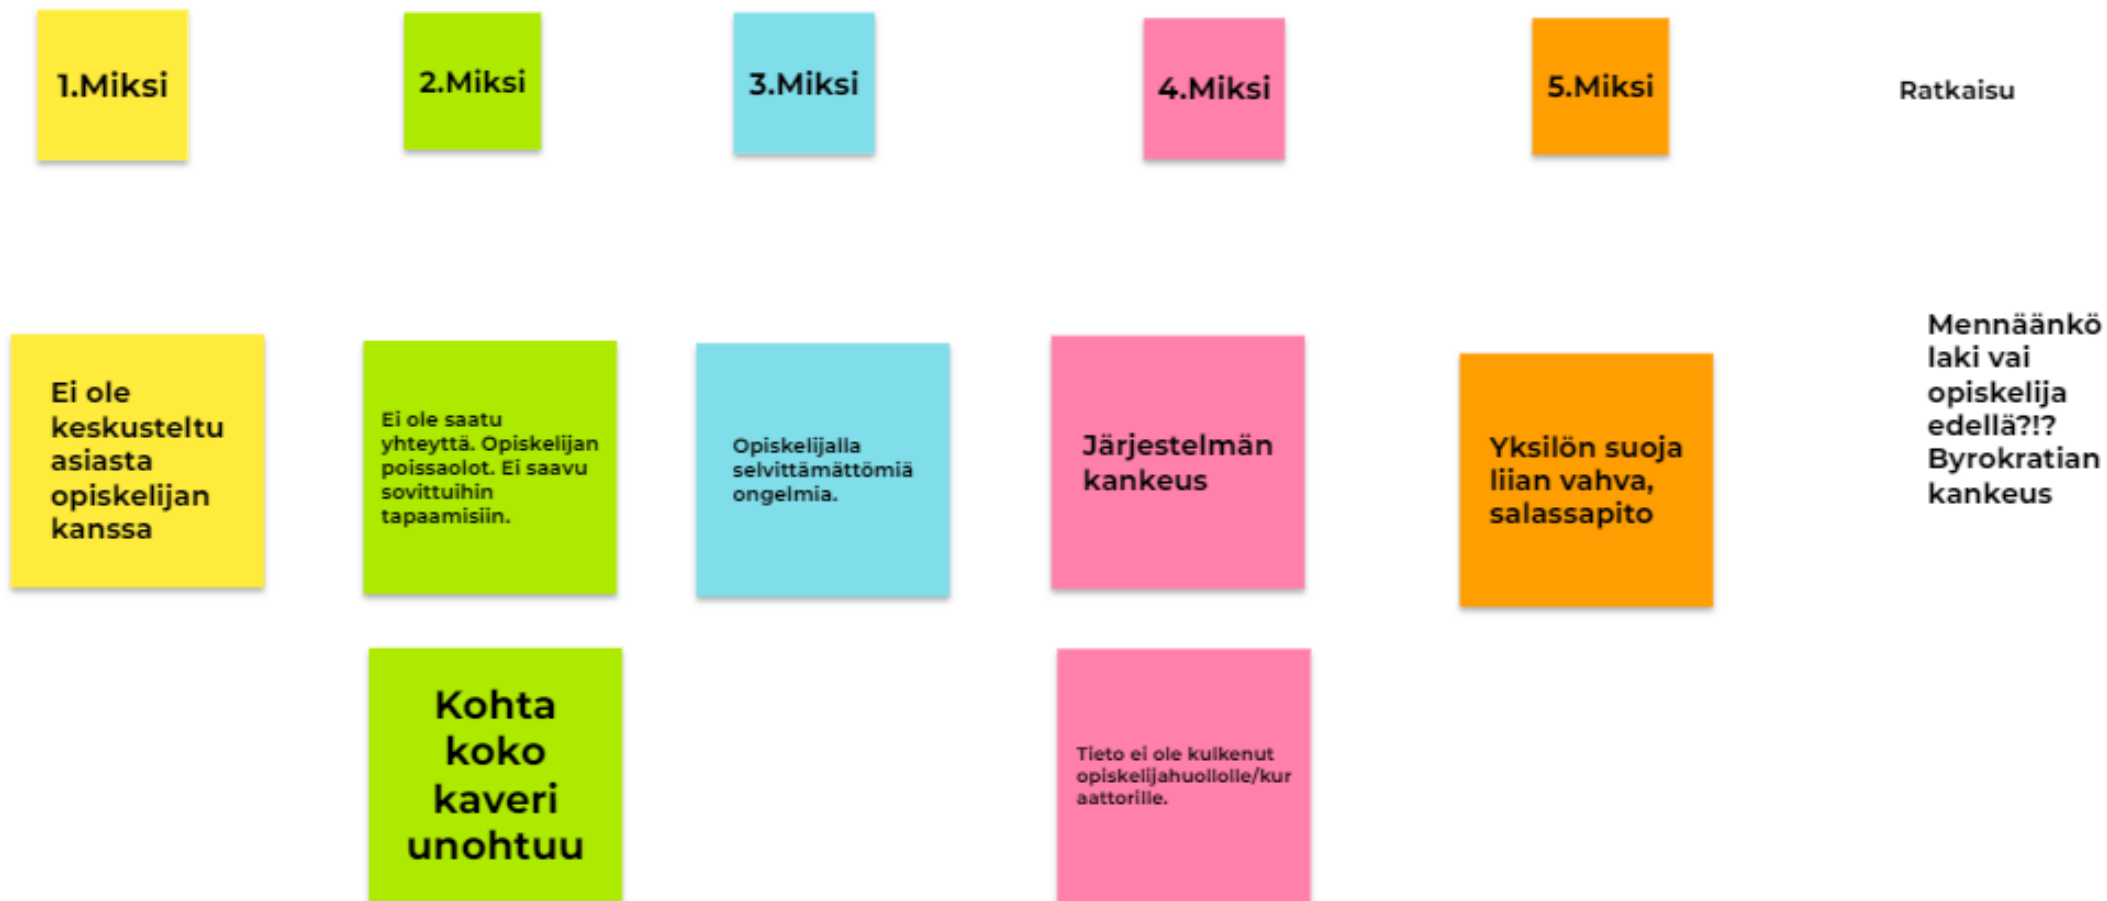 1.Miksi
2.Miksi
3.Miksi
4.Miksi
5.Miksi
Ratkaisu
Ei ole
keskusteltu
asiasta
opiskelijan
kanssa
Ei ole saatu
yhteyttä. Opiskelijan
poissaolot. Ei saavu
sovittuihin
tapaamisiin.
Opiskelijalla
selvittämättömiä
ongelmia.
Järjestelmän
kankeus
Yksilön suoja
liian vahva,
salassapito
Mennäänkö
laki vai
opiskelija
edellä?!?
Byrokratian
kankeus
Kohta
koko
kaveri
unohtuu
Tieto ei ole kulkenut
opiskelijahuollolle/kur
aattorille.